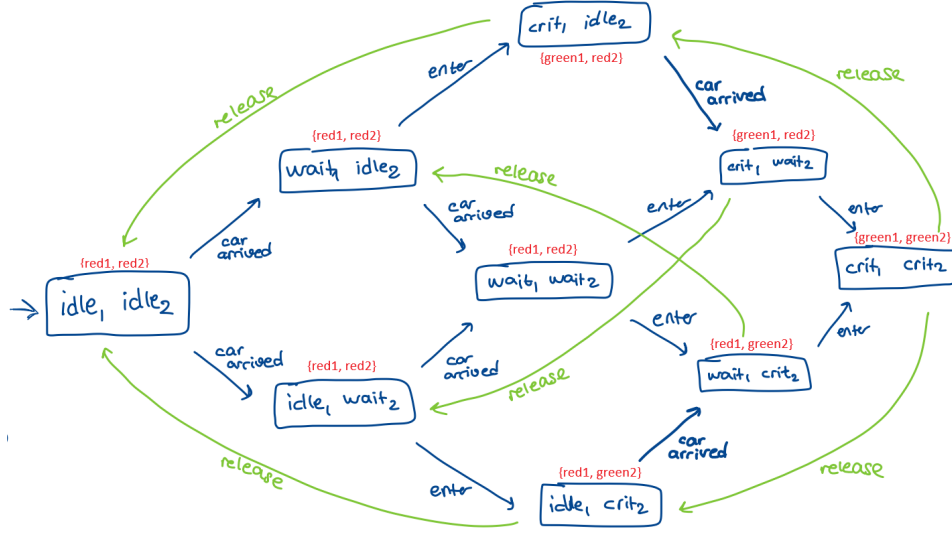 crit₁ idle₂
{green1, red2}
enter
release
car
arrived
release
{red1, red2}
wait₁ idle₂
{green1, red2}
crit₁ wait₂
release
car
arrived
enter
enter
car
arrived
{red1, red2}
wait₁ wait₂
{green1, green2}
crit₁ crit₂
{red1, red2}
idle₁ idle₂
enter
enter
{red1, green2}
wait₁ crit₂
car
arrived
car
arrived
{red1, red2}
idle₁ wait₂
release
car
arrived
release
enter
release
{red1, green2}
idle₁ crit₂